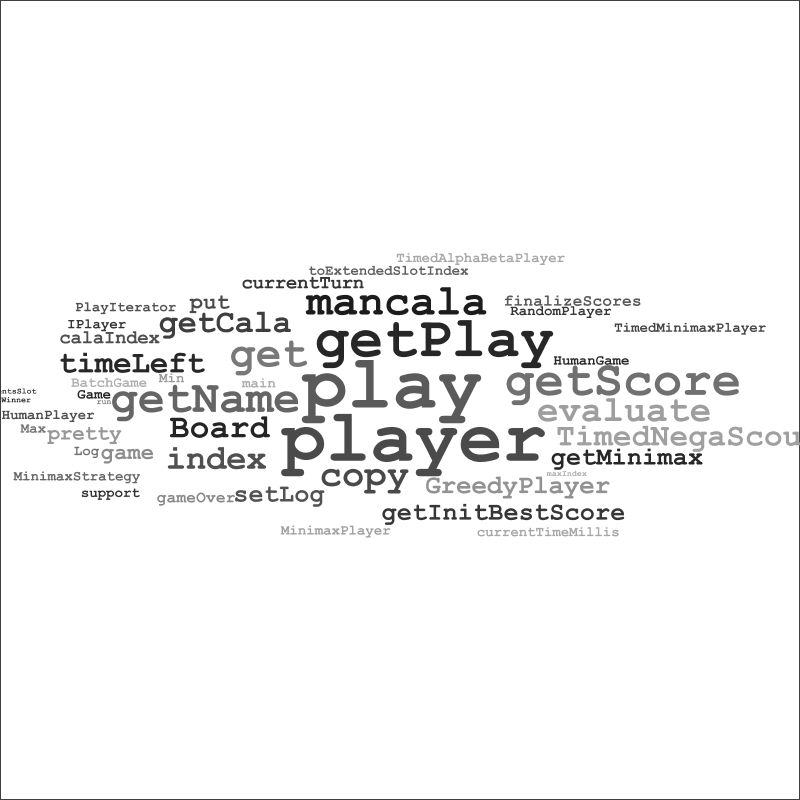 TimedAlphaBetaPlayer
toExtendedSlotIndex
currentTurn
PlayIterator
put
mancala
finalizeScores
RandomPlayer
IPlayer
getCala
TimedMinimaxPlayer
calaIndex
getPlay
timeLeft
get
HumanGame
BatchGame
Min
main
play
getScore
ntsSlot
Winner
Game
run
getName
evaluate
HumanPlayer
Max
pretty
Board
player
TimedNegaScou
Log
game
index
getMinimax
MinimaxStrategy
copy
maxIndex
support
gameOver
setLog
GreedyPlayer
getInitBestScore
MinimaxPlayer
currentTimeMillis